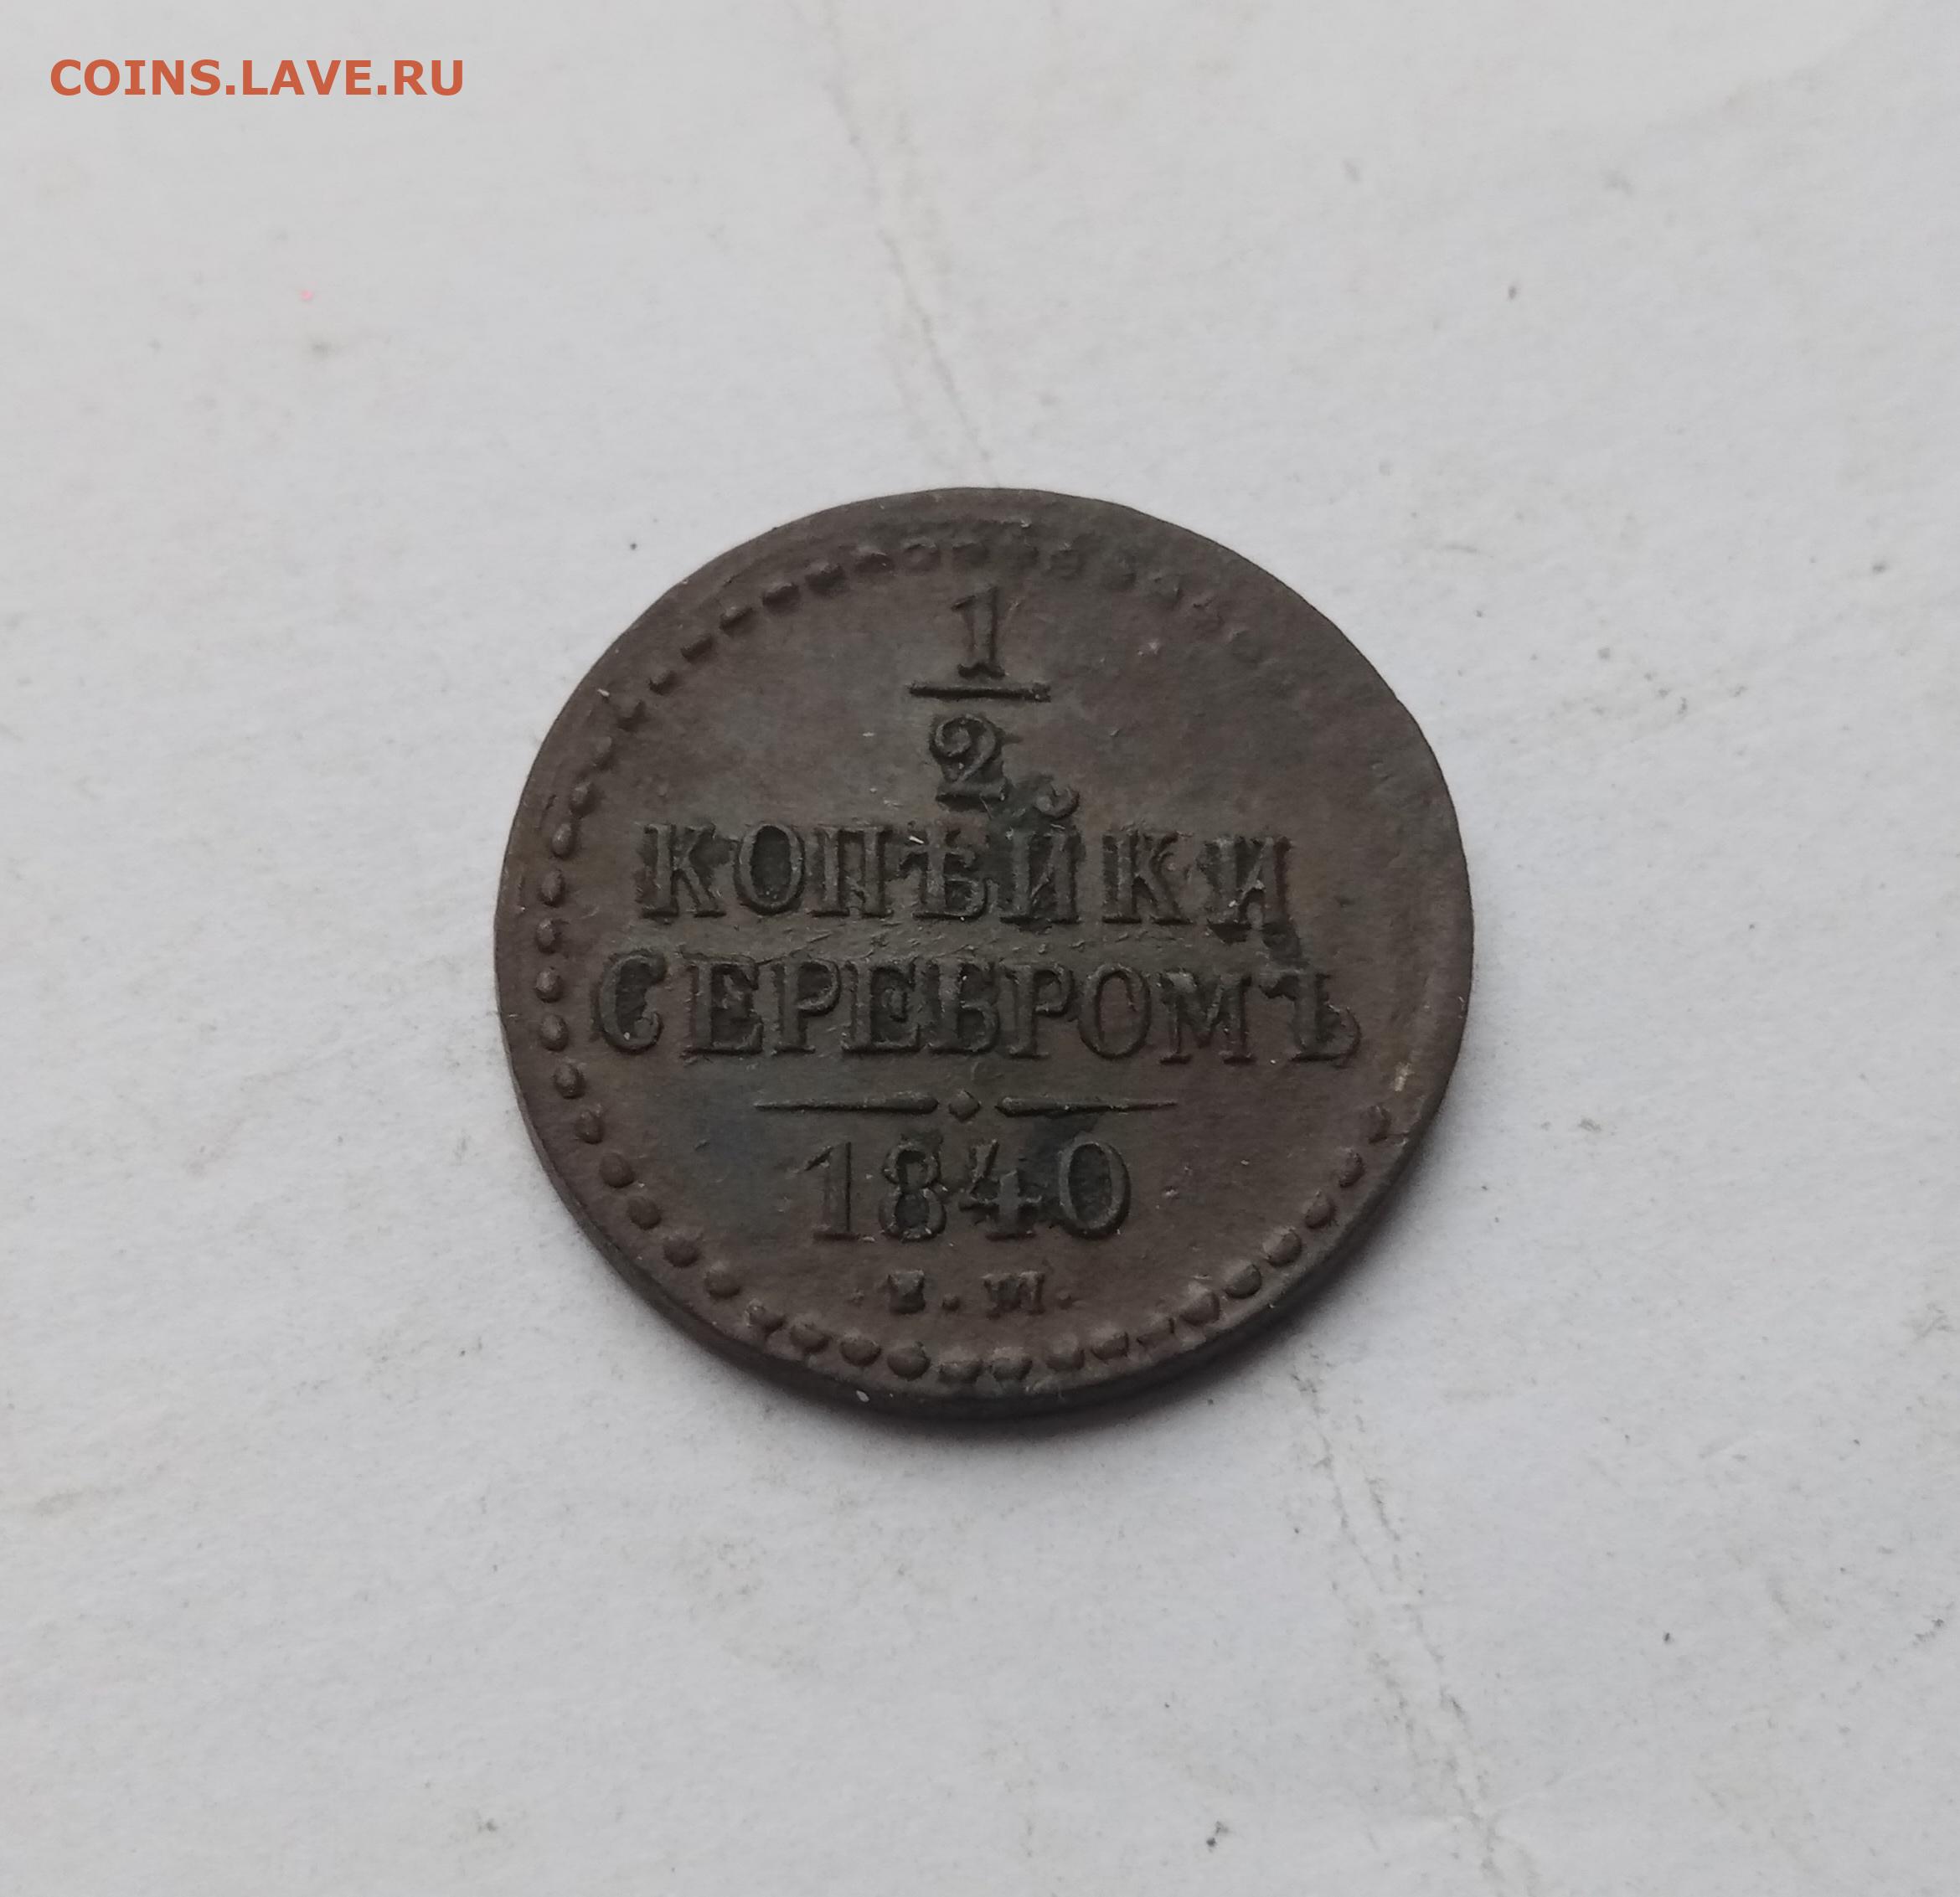 COINS.LAVE.RU
1
2
КОПѢЙКИ
СЕРЕБРОМЪ
1840
Е.М.